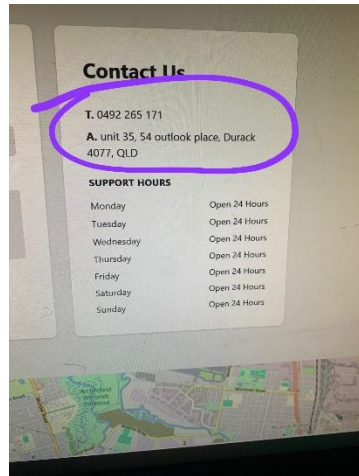 Contact Us
T. 0492 265 171
A. unit 35, 54 outlook place, Durack
4077, QLD
SUPPORT HOURS
Monday Open 24 Hours
Tuesday Open 24 Hours
Wednesday Open 24 Hours
Thursday Open 24 Hours
Friday Open 24 Hours
Saturday Open 24 Hours
Sunday Open 24 Hours